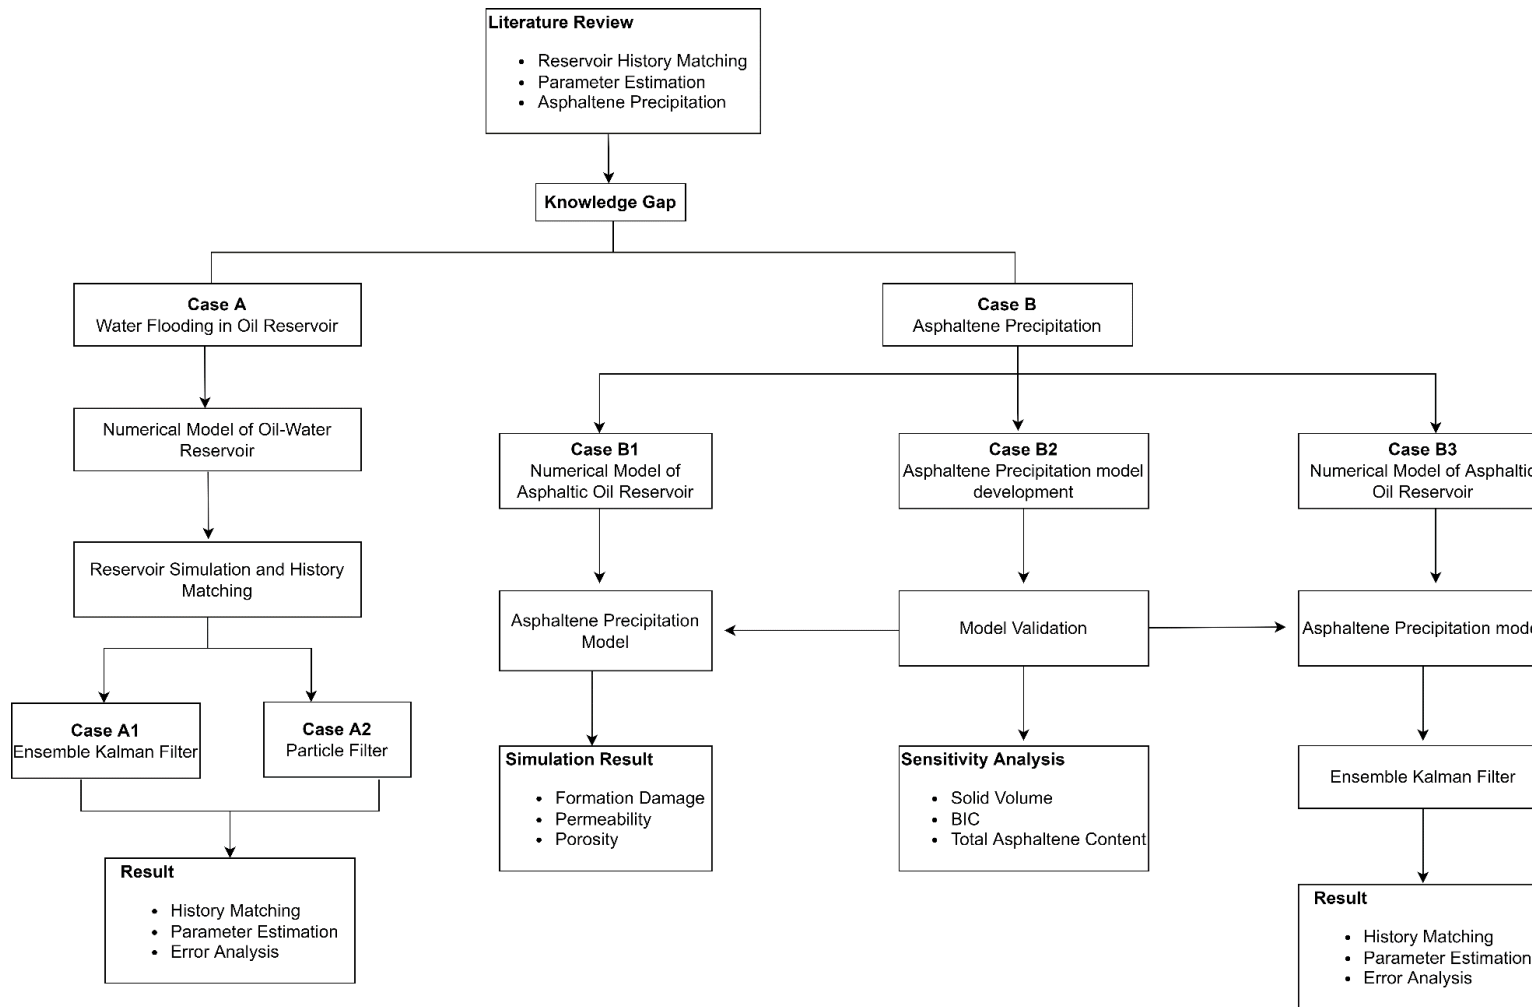 Literature Review
• Reservoir History Matching
• Parameter Estimation
• Asphaltene Precipitation
Knowledge Gap
Case A
Water Flooding in Oil Reservoir
Case B
Asphaltene Precipitation
Numerical Model of Oil-Water
Reservoir
Case B1
Numerical Model of
Asphaltic Oil Reservoir
Case B2
Asphaltene Precipitation model
development
Case B3
Numerical Model of Asphaltic
Oil Reservoir
Reservoir Simulation and History
Matching
Asphaltene Precipitation
Model
Model Validation
Asphaltene Precipitation mode
Case A1
Ensemble Kalman Filter
Case A2
Particle Filter
Simulation Result
• Formation Damage
• Permeability
• Porosity
Sensitivity Analysis
• Solid Volume
• BIC
• Total Asphaltene Content
Ensemble Kalman Filter
Result
• History Matching
• Parameter Estimation
• Error Analysis
Result
• History Matching
• Parameter Estimation
• Error Analysis